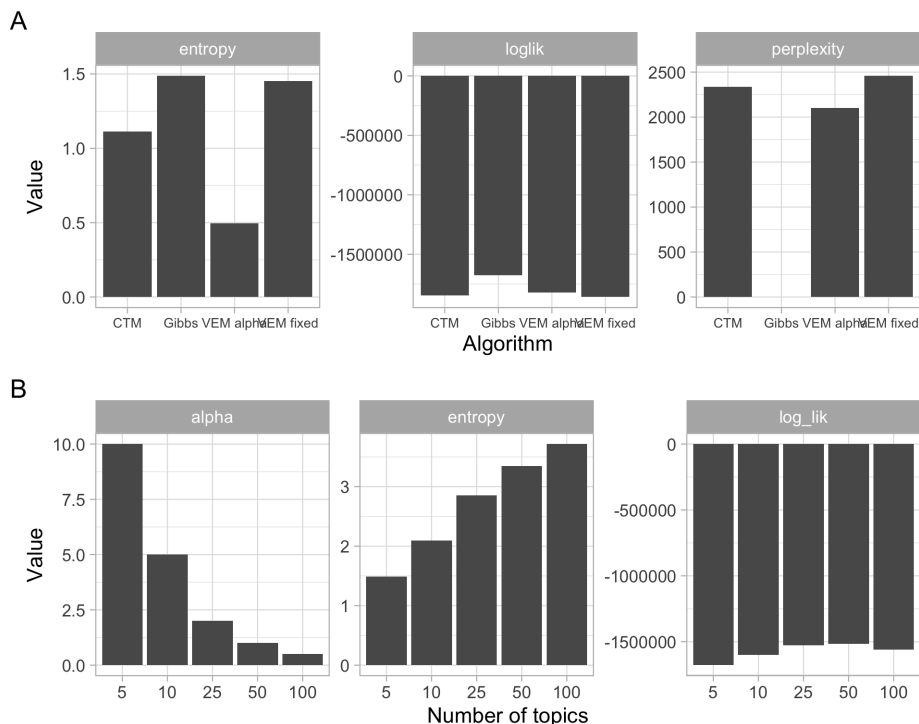 A
entropy
loglik
perplexity
Value
1.5
1.0
0.5
0.0
0
-500000
-1000000
-1500000
2500
2000
1500
1000
500
0
CTM Gibbs VEM alpha VEM fixed
CTM Gibbs VEM alpha VEM fixed
CTM Gibbs VEM alpha VEM fixed
Algorithm
B
alpha
entropy
log_lik
Value
10.0
7.5
5.0
2.5
0.0
3
2
1
0
0
-500000
-1000000
-1500000
5 10 25 50 100
5 10 25 50 100
5 10 25 50 100
Number of topics